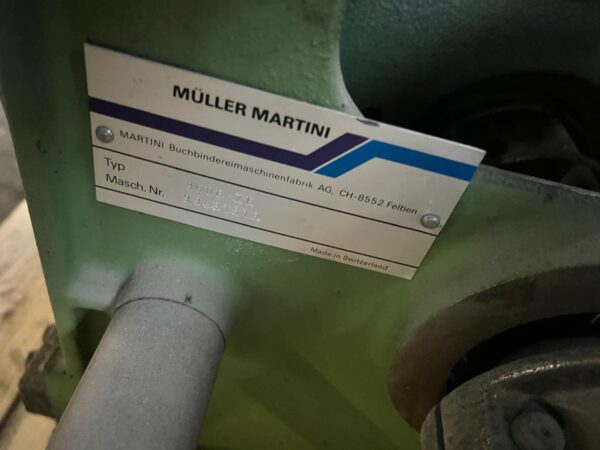 MÜLLER MARTINI
MARTINI Buchbindereimaschinenfabrik AG, CH-8552 Felben
Typ
Masch. Nr.
Made in Switzerland